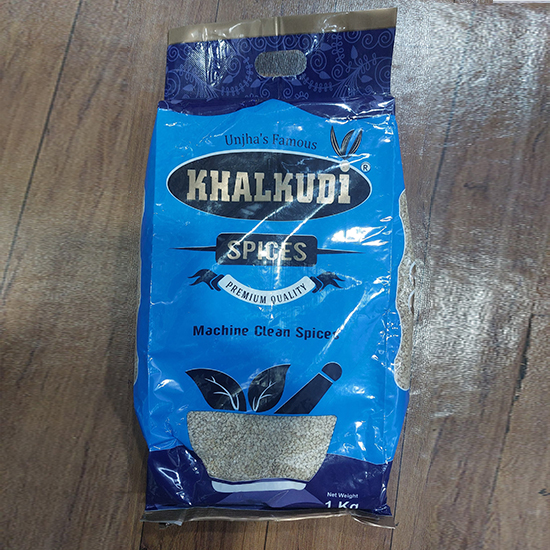 Unjha's Famous
KHALKUDi ®
SPICES
PREMIUM QUALITY
Machine Clean Spices
Net Weight
1 Kg